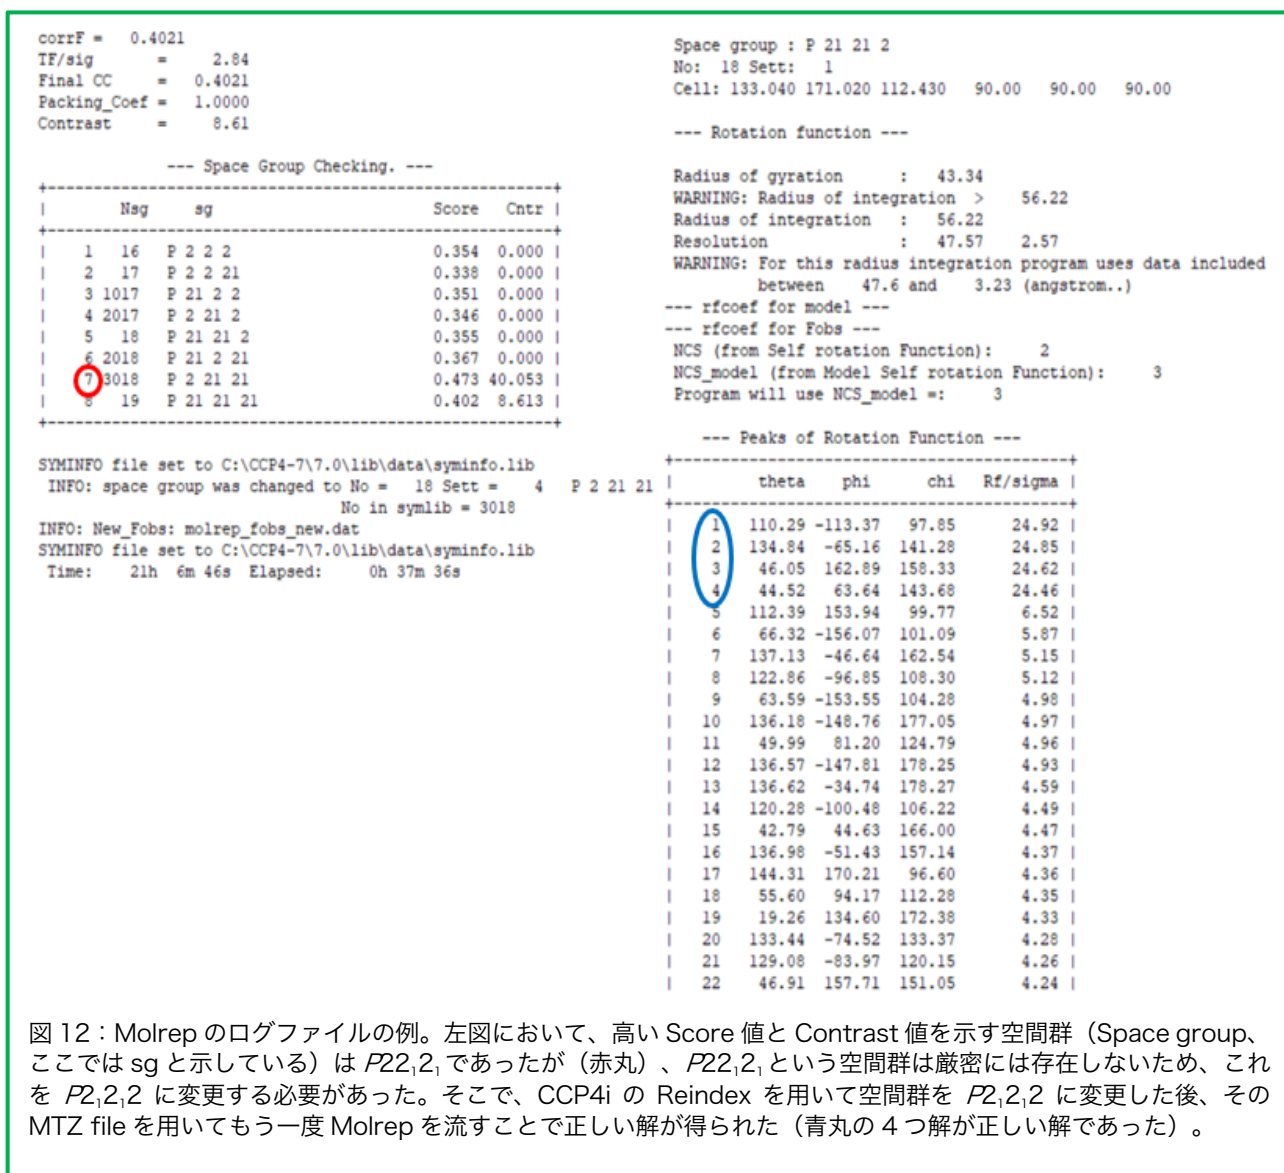 corrF =   0.4021
TF/sig       =     2.84
Final CC     =   0.4021
Packing_Coef =   1.0000
Contrast     =     8.61
--- Space Group Checking. ---
+---------------------------------------------------------+
|       Nsg     sg                        Score   Cntr |
+---------------------------------------------------------+
|    1   16   P 2 2 2                     0.354  0.000 |
|    2   17   P 2 2 21                    0.338  0.000 |
|    3 1017   P 21 2 2                    0.351  0.000 |
|    4 2017   P 2 21 2                    0.346  0.000 |
|    5   18   P 21 21 2                   0.355  0.000 |
|    6 2018   P 21 2 21                   0.367  0.000 |
|    7 3018   P 2 21 21                   0.473 40.053 |
|    8   19   P 21 21 21                  0.402  8.613 |
+---------------------------------------------------------+
SYMINFO file set to C:\CCP4-7\7.0\lib\data\syminfo.lib
INFO: space group was changed to No =   18 Sett =    4   P 2 21 21
No in symlib = 3018
INFO: New_Fobs: molrep_fobs_new.dat
SYMINFO file set to C:\CCP4-7\7.0\lib\data\syminfo.lib
Time:    21h  6m 46s  Elapsed:     0h 37m 36s
Space group : P 21 21 2
No:  18 Sett:   1
Cell: 133.040 171.020 112.430   90.00   90.00   90.00
--- Rotation function ---
Radius of gyration      :   43.34
WARNING: Radius of integration  >    56.22
Radius of integration   :   56.22
Resolution              :   47.57    2.57
WARNING: For this radius integration program uses data included
between    47.6 and    3.23 (angstrom..)
--- rfcoef for model ---
--- rfcoef for Fobs ---
NCS (from Self rotation Function):     2
NCS_model (from Model Self rotation Function):     3
Program will use NCS_model =:     3
--- Peaks of Rotation Function ---
+--------------------------------------------+
|         theta    phi      chi   Rf/sigma |
+--------------------------------------------+
|    1   110.29 -113.37   97.85      24.92 |
|    2   134.84  -65.16  141.28      24.85 |
|    3    46.05  162.89  158.33      24.62 |
|    4    44.52   63.64  143.68      24.46 |
|    5   112.39  153.94   99.77       6.52 |
|    6    66.32 -156.07  101.09       5.87 |
|    7   137.13  -46.64  162.54       5.15 |
|    8   122.86  -96.85  108.30       5.12 |
|    9    63.59 -153.55  104.28       4.98 |
|   10   136.18 -148.76  177.05       4.97 |
|   11    49.99   81.20  124.79       4.96 |
|   12   136.57 -147.81  178.25       4.93 |
|   13   136.62  -34.74  178.27       4.59 |
|   14   120.28 -100.48  106.22       4.49 |
|   15    42.79   44.63  166.00       4.47 |
|   16   136.98  -51.43  157.14       4.37 |
|   17   144.31  170.21   96.60       4.36 |
|   18    55.60   94.17  112.28       4.35 |
|   19    19.26  134.60  172.38       4.33 |
|   20   133.44  -74.52  133.37       4.28 |
|   21   129.08  -83.97  120.15       4.26 |
|   22    46.91  157.71  151.05       4.24 |
図 12：Molrep のログファイルの例。左図において、高い Score 値と Contrast 値を示す空間群（Space group、
ここでは sg と示している）は P22₁2₁ であったが（赤丸）、P22₁2₁ という空間群は厳密には存在しないため、これ
を P2₁2₁2 に変更する必要があった。そこで、CCP4i の Reindex を用いて空間群を P2₁2₁2 に変更した後、その
MTZ file を用いてもう一度 Molrep を流すことで正しい解が得られた（青丸の 4 つ解が正しい解であった）。